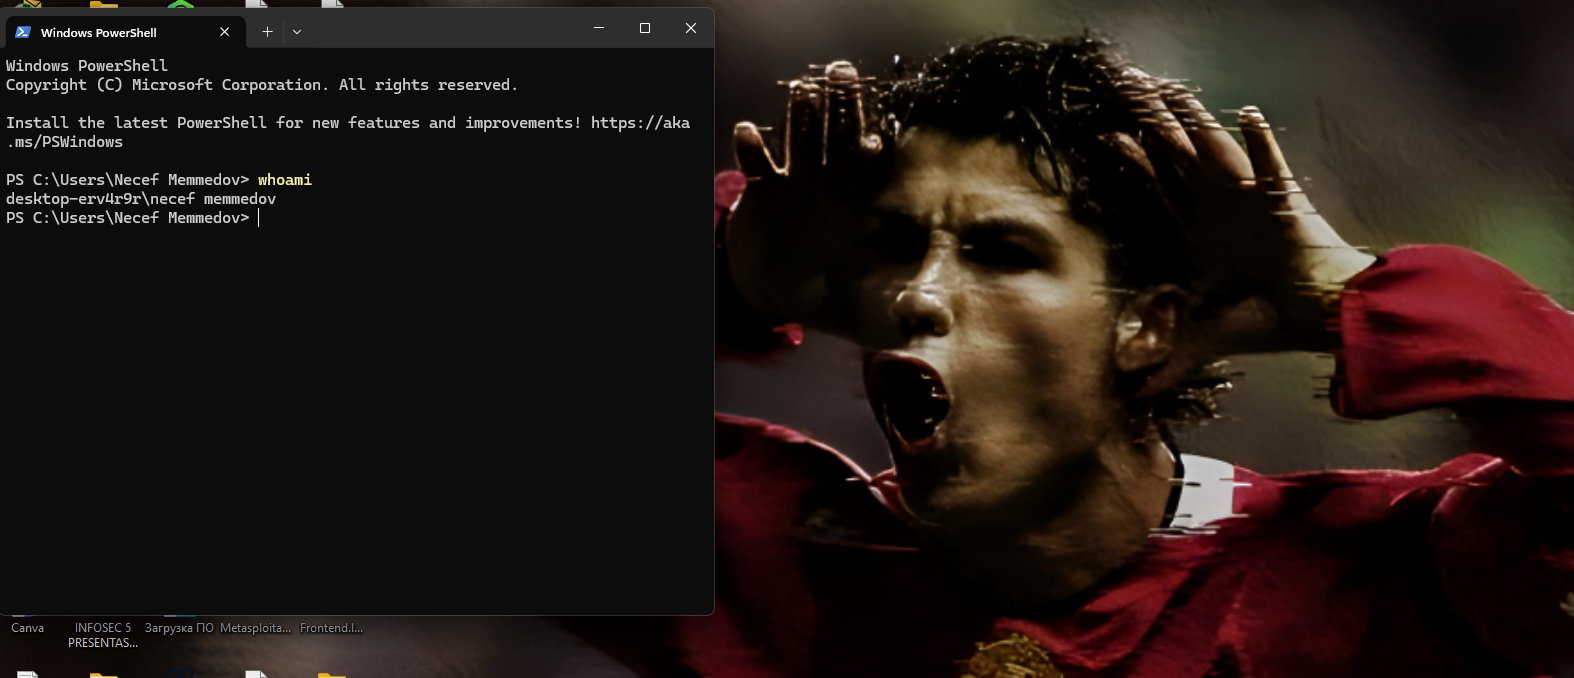 Windows PowerShell
Windows PowerShell
Copyright (C) Microsoft Corporation. All rights reserved.
Install the latest PowerShell for new features and improvements! https://aka
.ms/PSWindows
PS C:\Users\Necef Memmedov> whoami
desktop-erv4r9r\necef memmedov
PS C:\Users\Necef Memmedov>
Canva
INFOSEC 5
PRESENTAS...
Загрузка ПО
Metasploita...
Frontend.l...